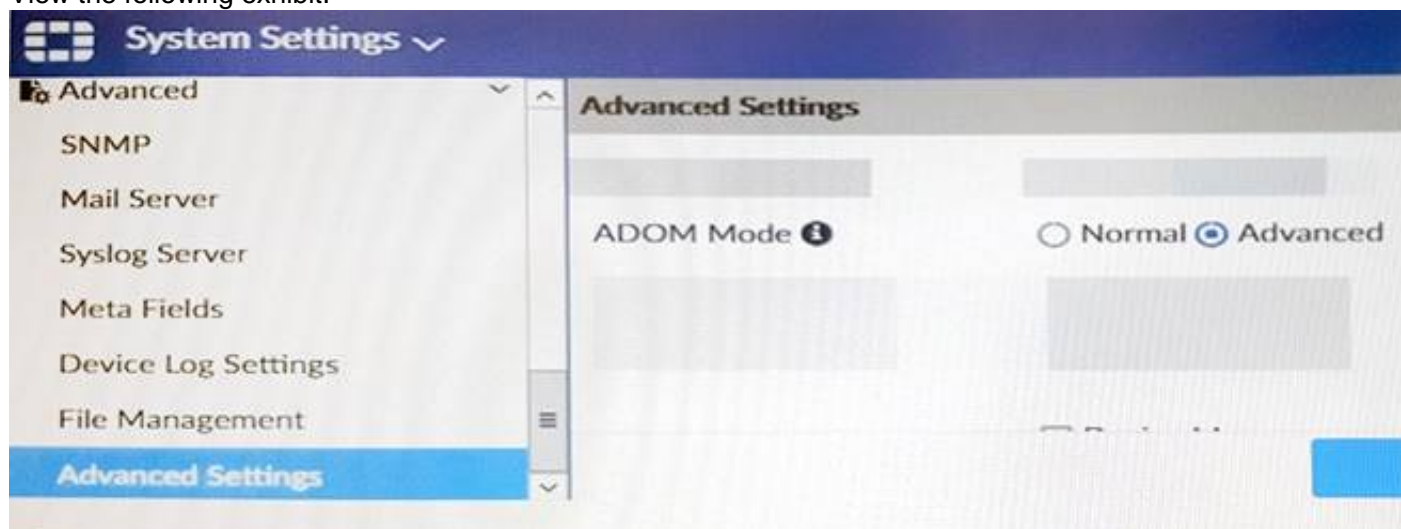 View the following exhibit:
System Settings
Advanced
Advanced Settings
SNMP
Mail Server
ADOM Mode
Normal Advanced
Syslog Server
Meta Fields
Device Log Settings
File Management
Advanced Settings